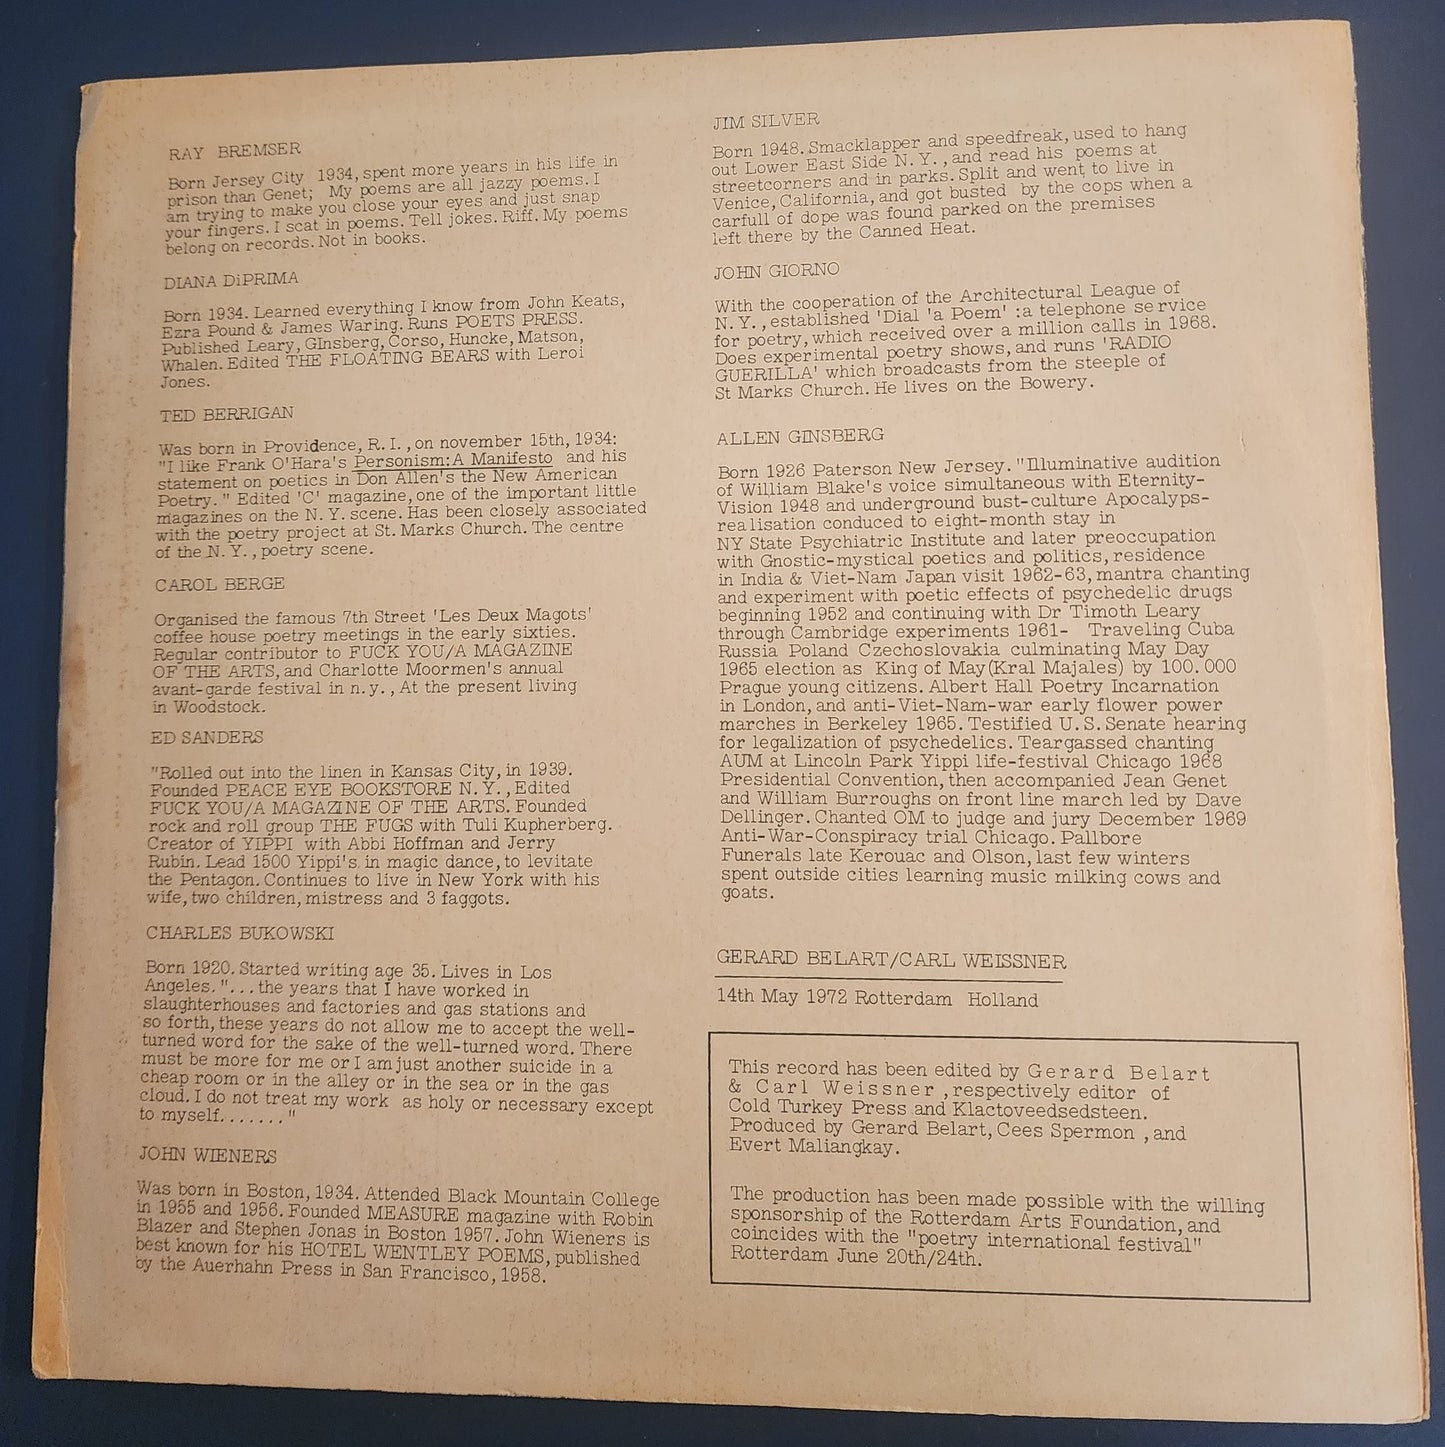 RAY BREMSER
Born Jersey City 1934, spent more years in his life in
prison than Genet; My poems are all jazzy poems. I
am trying to make you close your eyes and just snap
your fingers. I scat in poems. Tell jokes. Riff. My poems
belong on records. Not in books.
DIANA DiPRIMA
Born 1934. Learned everything I know from John Keats,
Ezra Pound & James Waring. Runs POETS PRESS.
Published Leary, GInsberg, Corso, Huncke, Matson,
Whalen. Edited THE FLOATING BEARS with Leroi
Jones.
TED BERRIGAN
Was born in Providence, R. I., on november 15th, 1934:
"I like Frank O'Hara's Personism: A Manifesto and his
statement on poetics in Don Allen's the New American
Poetry." Edited 'C' magazine, one of the important little
magazines on the N. Y. scene. Has been closely associated
with the poetry project at St. Marks Church. The centre
of the N. Y., poetry scene.
CAROL BERGE
Organised the famous 7th Street 'Les Deux Magots'
coffee house poetry meetings in the early sixties.
Regular contributor to FUCK YOU/A MAGAZINE
OF THE ARTS, and Charlotte Moormen's annual
avant-garde festival in n. y., At the present living
in Woodstock.
ED SANDERS
"Rolled out into the linen in Kansas City, in 1939.
Founded PEACE EYE BOOKSTORE N. Y., Edited
FUCK YOU/A MAGAZINE OF THE ARTS. Founded
rock and roll group THE FUGS with Tuli Kupherberg.
Creator of YIPPI with Abbi Hoffman and Jerry
Rubin. Lead 1500 Yippi's in magic dance, to levitate
the Pentagon. Continues to live in New York with his
wife, two children, mistress and 3 faggots.
CHARLES BUKOWSKI
Born 1920. Started writing age 35. Lives in Los
Angeles. "... the years that I have worked in
slaughterhouses and factories and gas stations and
so forth, these years do not allow me to accept the well-
turned word for the sake of the well-turned word. There
must be more for me or I am just another suicide in a
cheap room or in the alley or in the sea or in the gas
cloud. I do not treat my work as holy or necessary except
to myself....... "
JOHN WIENERS
Was born in Boston, 1934. Attended Black Mountain College
in 1955 and 1956. Founded MEASURE magazine with Robin
Blazer and Stephen Jonas in Boston 1957. John Wieners is
best known for his HOTEL WENTLEY POEMS, published
by the Auerhahn Press in San Francisco, 1958.
JIM SILVER
Born 1948. Smacklapper and speedfreak, used to hang
out Lower East Side N. Y., and read his poems at
streetcorners and in parks. Split and went to live in
Venice, California, and got busted by the cops when a
carfull of dope was found parked on the premises
left there by the Canned Heat.
JOHN GIORNO
With the cooperation of the Architectural League of
N. Y., established 'Dial 'a Poem' :a telephone service
for poetry, which received over a million calls in 1968.
Does experimental poetry shows, and runs 'RADIO
GUERILLA' which broadcasts from the steeple of
St Marks Church. He lives on the Bowery.
ALLEN GINSBERG
Born 1926 Paterson New Jersey. "Illuminative audition
of William Blake's voice simultaneous with Eternity-
Vision 1948 and underground bust-culture Apocalyps-
realisation conduced to eight-month stay in
NY State Psychiatric Institute and later preoccupation
with Gnostic-mystical poetics and politics, residence
in India & Viet-Nam Japan visit 1962-63, mantra chanting
and experiment with poetic effects of psychedelic drugs
beginning 1952 and continuing with Dr Timoth Leary
through Cambridge experiments 1961- Traveling Cuba
Russia Poland Czechoslovakia culminating May Day
1965 election as King of May (Kral Majales) by 100.000
Prague young citizens. Albert Hall Poetry Incarnation
in London, and anti-Viet-Nam-war early flower power
marches in Berkeley 1965. Testified U. S. Senate hearing
for legalization of psychedelics. Teargassed chanting
AUM at Lincoln Park Yippi life-festival Chicago 1968
Presidential Convention, then accompanied Jean Genet
and William Burroughs on front line march led by Dave
Dellinger. Chanted OM to judge and jury December 1969
Anti-War-Conspiracy trial Chicago. Pallbore
Funerals late Kerouac and Olson, last few winters
spent outside cities learning music milking cows and
goats.
GERARD BELART/CARL WEISSNER
14th May 1972 Rotterdam Holland
This record has been edited by Gerard Belart
& Carl Weissner, respectively editor of
Cold Turkey Press and Klactoveedsedsteen.
Produced by Gerard Belart, Cees Spermon , and
Evert Maliangkay.
The production has been made possible with the willing
sponsorship of the Rotterdam Arts Foundation, and
coincides with the "poetry international festival"
Rotterdam June 20th/24th.